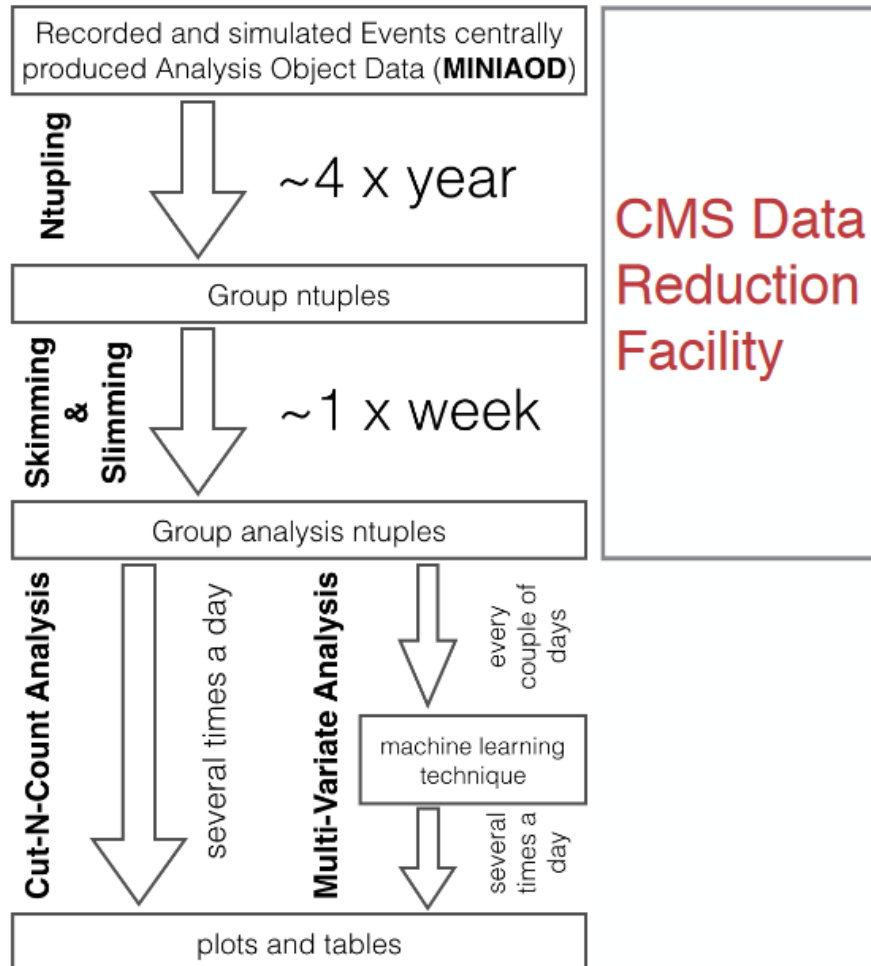 Recorded and simulated Events centrally
produced Analysis Object Data (MINIAOD)
Ntupling
~4 x year
CMS Data
Reduction
Facility
Group ntuples
Skimming
&
Slimming
~1 x week
Group analysis ntuples
Cut-N-Count Analysis
several times a day
Multi-Variate Analysis
every
couple of
days
machine learning
technique
several
times a
day
plots and tables